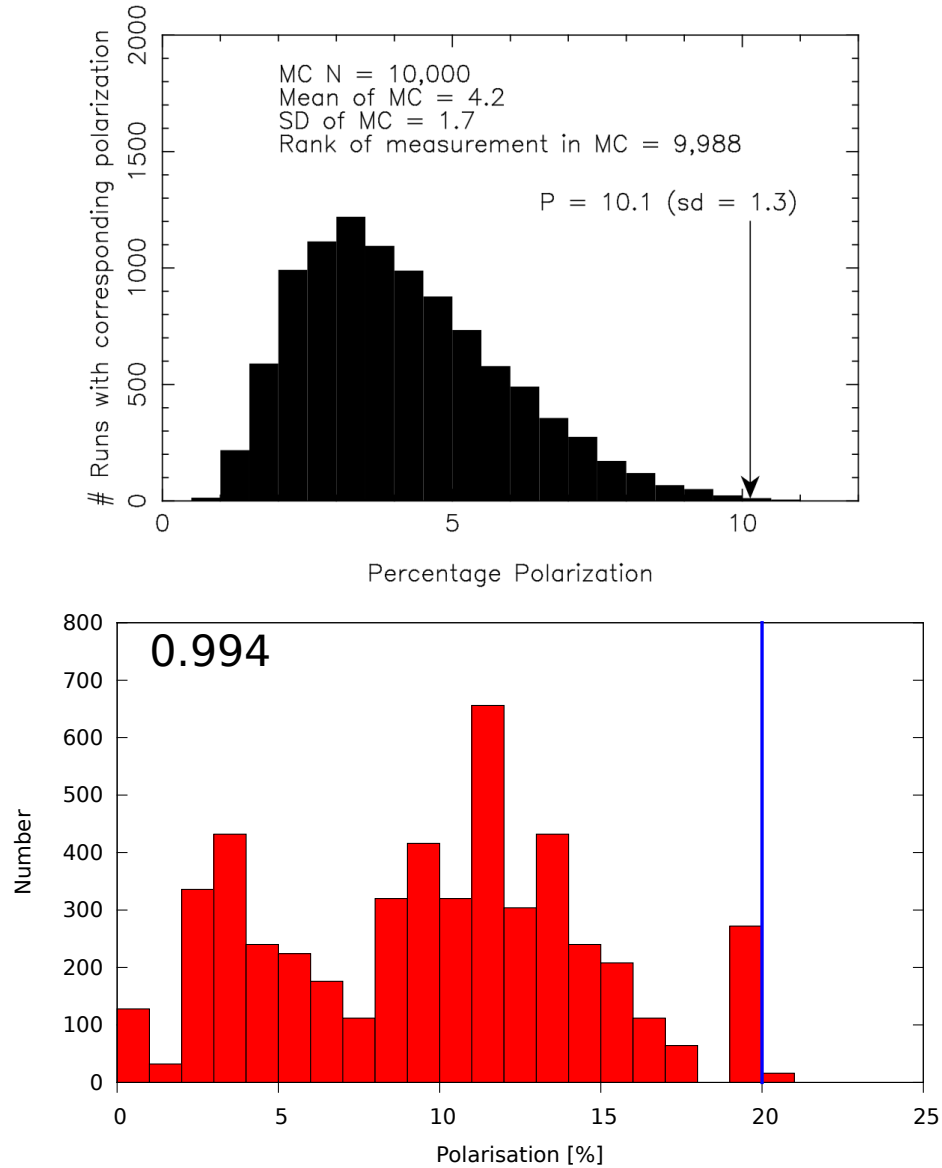 2000
1500
1000
500
0
# Runs with corresponding polarization
MC N = 10,000
Mean of MC = 4.2
SD of MC = 1.7
Rank of measurement in MC = 9,988
P = 10.1 (sd = 1.3)
0 5 10
Percentage Polarization
800
700
600
500
400
300
200
100
0
Number
0.994
0 5 10 15 20 25
Polarisation [%]